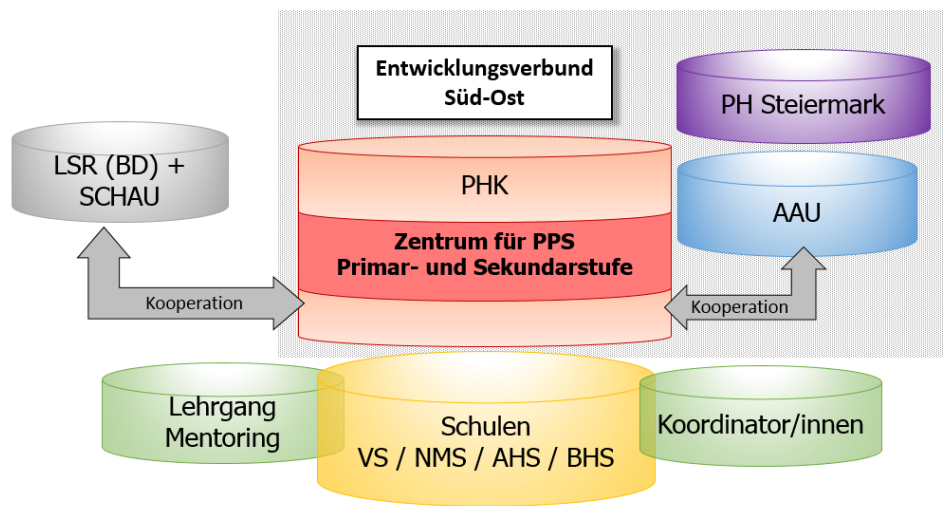 Entwicklungsverbund
Süd-Ost
PH Steiermark
LSR (BD) +
SCHAU
PHK
AAU
Zentrum für PPS
Primar- und Sekundarstufe
Kooperation
Kooperation
Lehrgang
Mentoring
Schulen
VS / NMS / AHS / BHS
Koordinator/innen